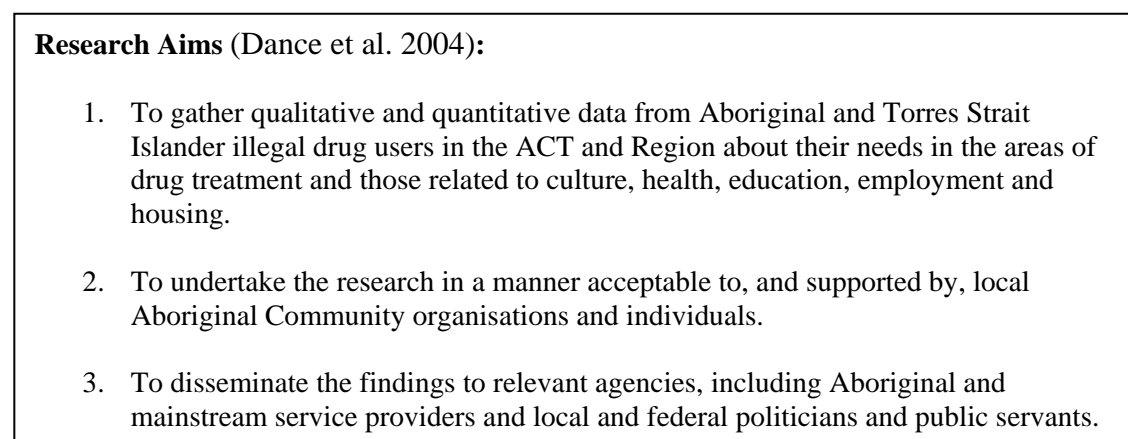 Research Aims (Dance et al. 2004):
1. To gather qualitative and quantitative data from Aboriginal and Torres Strait
Islander illegal drug users in the ACT and Region about their needs in the areas of
drug treatment and those related to culture, health, education, employment and
housing.
2. To undertake the research in a manner acceptable to, and supported by, local
Aboriginal Community organisations and individuals.
3. To disseminate the findings to relevant agencies, including Aboriginal and
mainstream service providers and local and federal politicians and public servants.